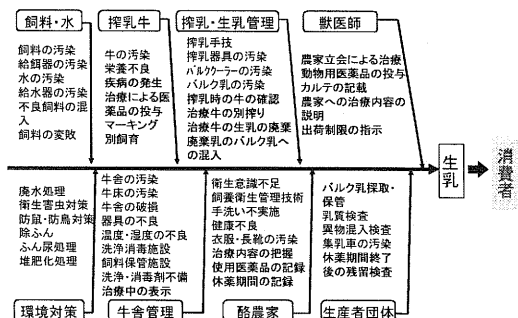 飼料・水
飼料の汚染
給餌器の汚染
水の汚染
給水器の汚染
不良飼料の混
入
飼料の変敗
搾乳牛
牛の汚染
栄養不良
疾病の発生
治療による医
薬品の投与
マーキング
別飼育
搾乳・生乳管理
搾乳手技
搾乳器具の汚染
バルククーラーの汚染
バルク乳の汚染
搾乳時の牛の確認
治療牛の別搾り
治療牛の生乳の廃棄
廃棄乳のバルク乳へ
の混入
獣医師
農家立会による治療
動物用医薬品の投与
カルテの記載
農家への治療内容の
説明
出荷制限の指示
生乳
消費者
廃水処理
衛生害虫対策
防鼠・防鳥対策
除ふん
ふん尿処理
堆肥化処理
環境対策
牛舎の汚染
牛床の汚染
牛舎の破損
器具の不良
温度・湿度の不良
洗浄消毒施設
飼料保管施設
洗浄・消毒剤不備
治療中の表示
牛舎管理
衛生意識不足
飼養衛生管理技術
手洗い不実施
健康不良
衣服・長靴の汚染
治療内容の把握
使用医薬品の記録
休薬期間の記録
酪農家
バルク乳採取・
保管
乳質検査
異物混入検査
集乳車の汚染
休薬期間終了
後の残留検査
生産者団体